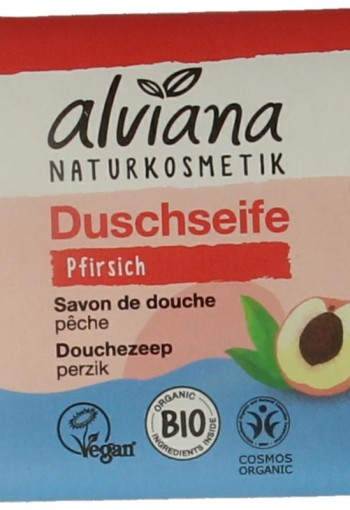 alviana
NATURKOSMETIK
Duschseife
Pfirsich
Savon de douche
pêche
Douchezeep
perzik
Vegan
ORGANIC
BIO
INGREDIENTS INSIDE
COSMOS
ORGANIC